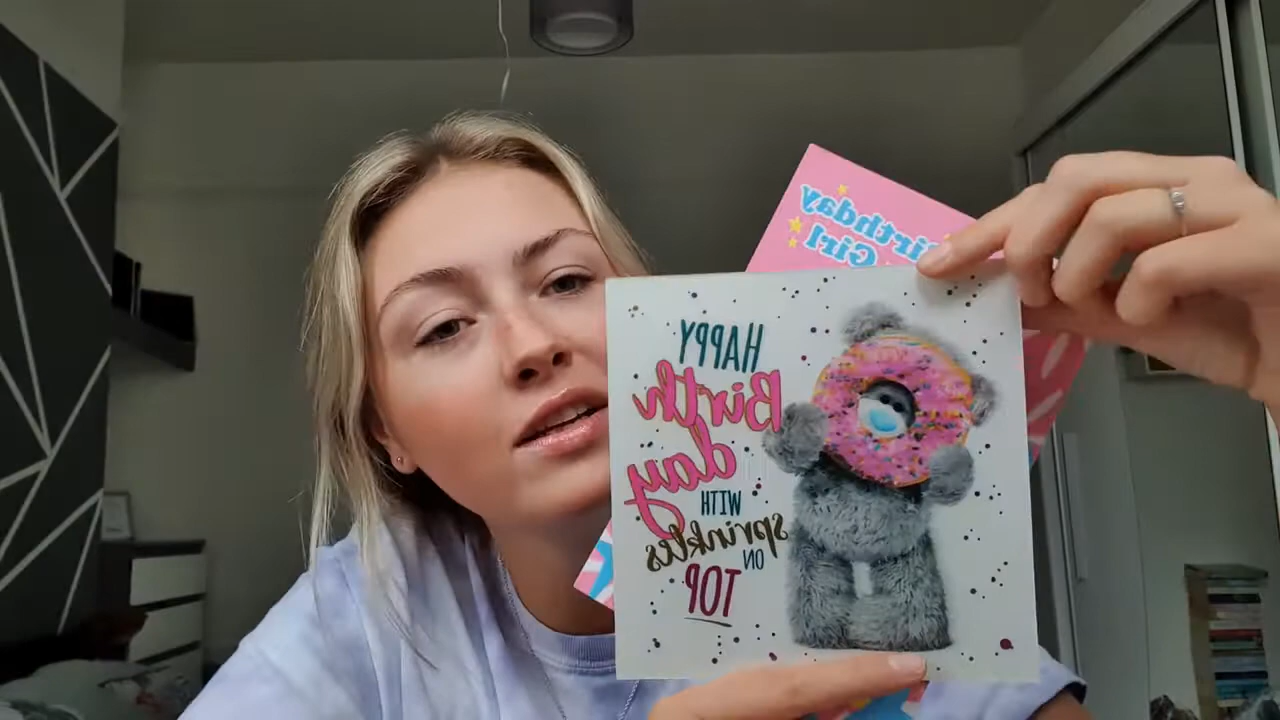 Birthday
Girl
HAPPY
Birth
day
WITH
sprinkles
ON
TOP